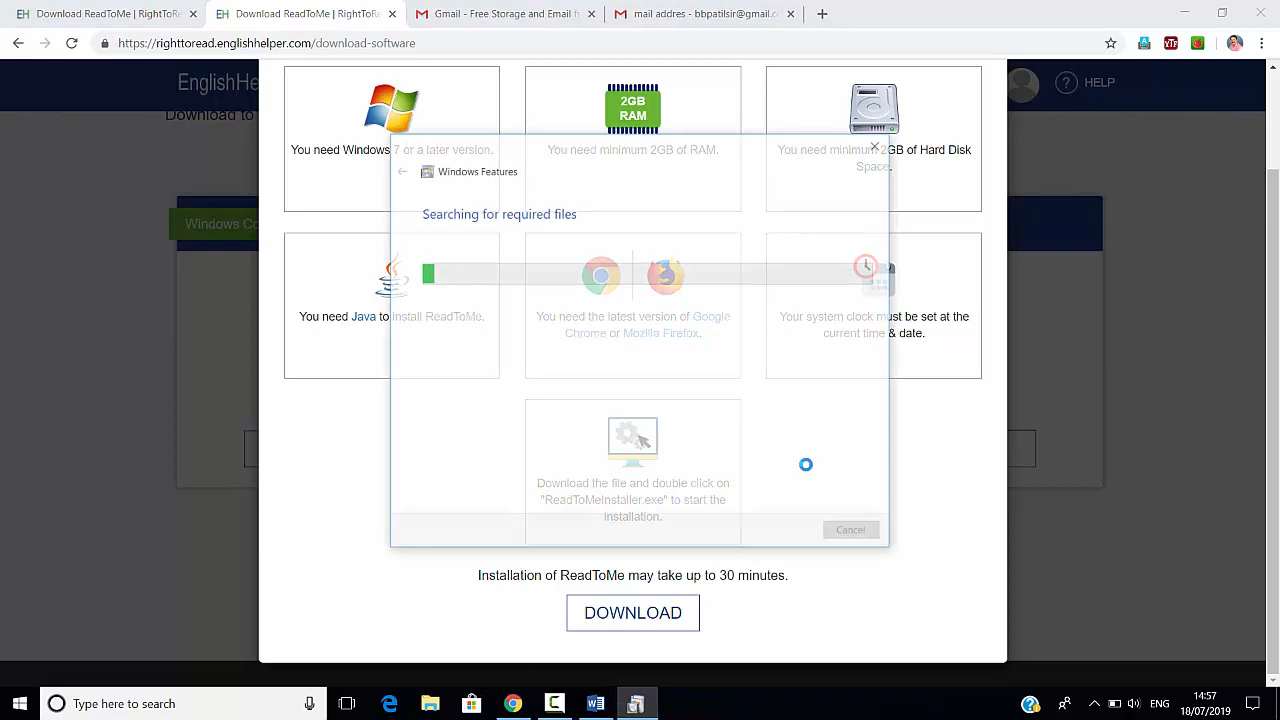 Download ReadToMe | RightToRe
Download ReadToMe | RightToRe
Gmail - Free Storage and Email f
mail addres - bbpatilsir@gmail.c
https://righttoread.englishhelper.com/download-software
EnglishHe
HELP
Download to
2GB
RAM
You need Windows 7 or a later version.
You need minimum 2GB of RAM.
You need minimum 2GB of Hard Disk
Space.
Windows Features
Searching for required files
Windows Co
You need Java to install ReadToMe.
You need the latest version of Google
Chrome or Mozilla Firefox.
Your system clock must be set at the
current time & date.
Download the file and double click on
"ReadToMeInstaller.exe" to start the
installation.
Cancel
Installation of ReadToMe may take up to 30 minutes.
DOWNLOAD
Type here to search
ENG
14:57
18/07/2019